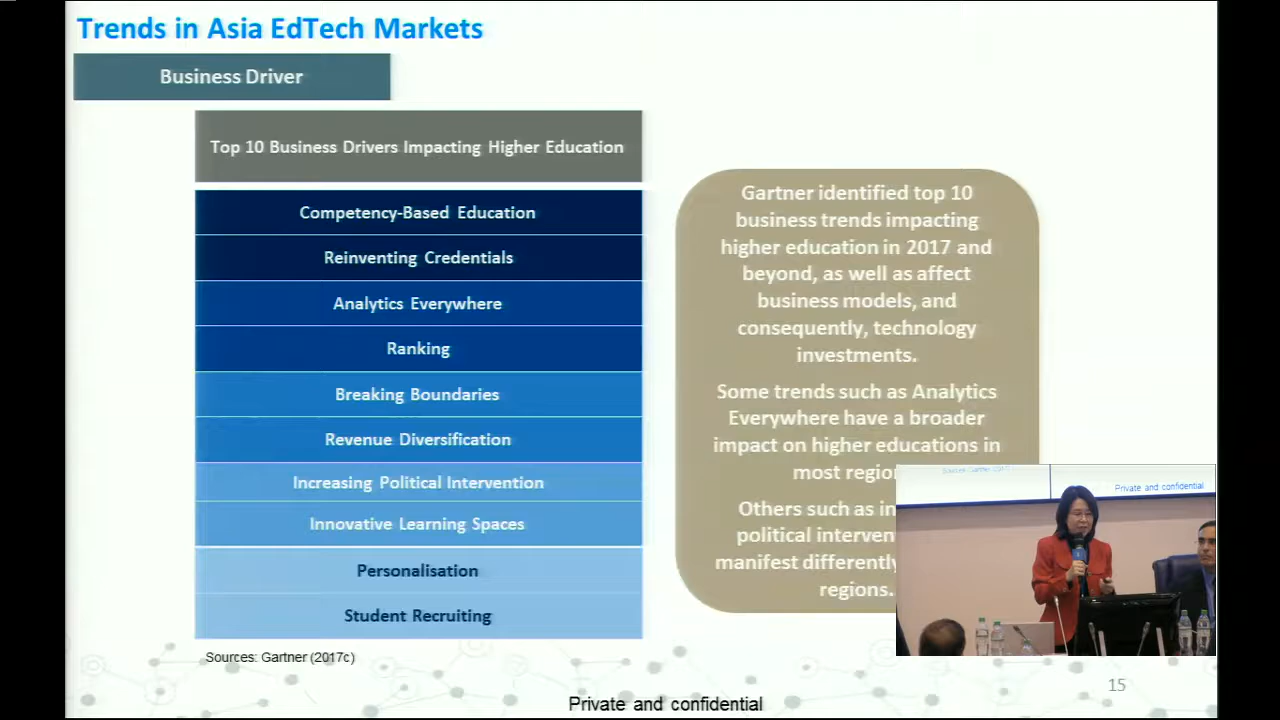 Trends in Asia EdTech Markets
Business Driver
Top 10 Business Drivers Impacting Higher Education
Competency-Based Education
Reinventing Credentials
Analytics Everywhere
Ranking
Breaking Boundaries
Revenue Diversification
Increasing Political Intervention
Innovative Learning Spaces
Personalisation
Student Recruiting
Sources: Gartner (2017c)
Gartner identified top 10
business trends impacting
higher education in 2017 and
beyond, as well as affect
business models, and
consequently, technology
investments.
Some trends such as Analytics
Everywhere have a broader
impact on higher educations in
most
Others such as
political
manifest differently
regions.
Private and confidential
Private and confidential
15